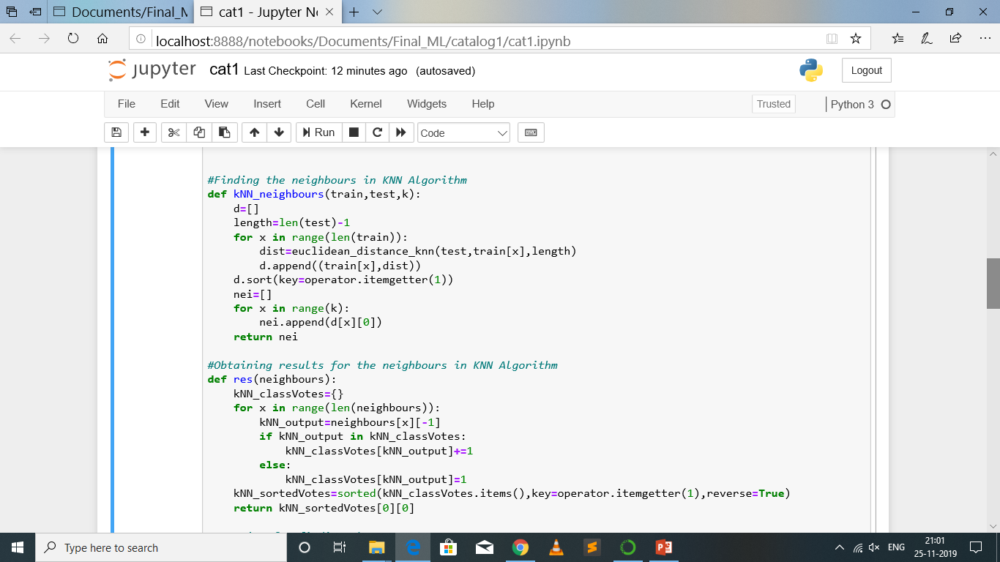 Documents/Final_M
cat1 - Jupyter No
localhost:8888/notebooks/Documents/Final_ML/catalog1/cat1.ipynb
jupyter cat1 Last Checkpoint: 12 minutes ago (autosaved)
Logout
File Edit View Insert Cell Kernel Widgets Help
Trusted
Python 3
Run
Code
#Finding the neighbours in KNN Algorithm
def kNN_neighbours(train,test,k):
    d=[]
    length=len(test)-1
    for x in range(len(train)):
        dist=euclidean_distance_knn(test,train[x],length)
        d.append((train[x],dist))
    d.sort(key=operator.itemgetter(1))
    nei=[]
    for x in range(k):
        nei.append(d[x][0])
    return nei
#Obtaining results for the neighbours in KNN Algorithm
def res(neighbours):
    kNN_classVotes={}
    for x in range(len(neighbours)):
        kNN_output=neighbours[x][-1]
        if kNN_output in kNN_classVotes:
            kNN_classVotes[kNN_output]+=1
        else:
            kNN_classVotes[kNN_output]=1
    kNN_sortedVotes=sorted(kNN_classVotes.items(),key=operator.itemgetter(1),reverse=True)
    return kNN_sortedVotes[0][0]
Type here to search
ENG
21:01
25-11-2019